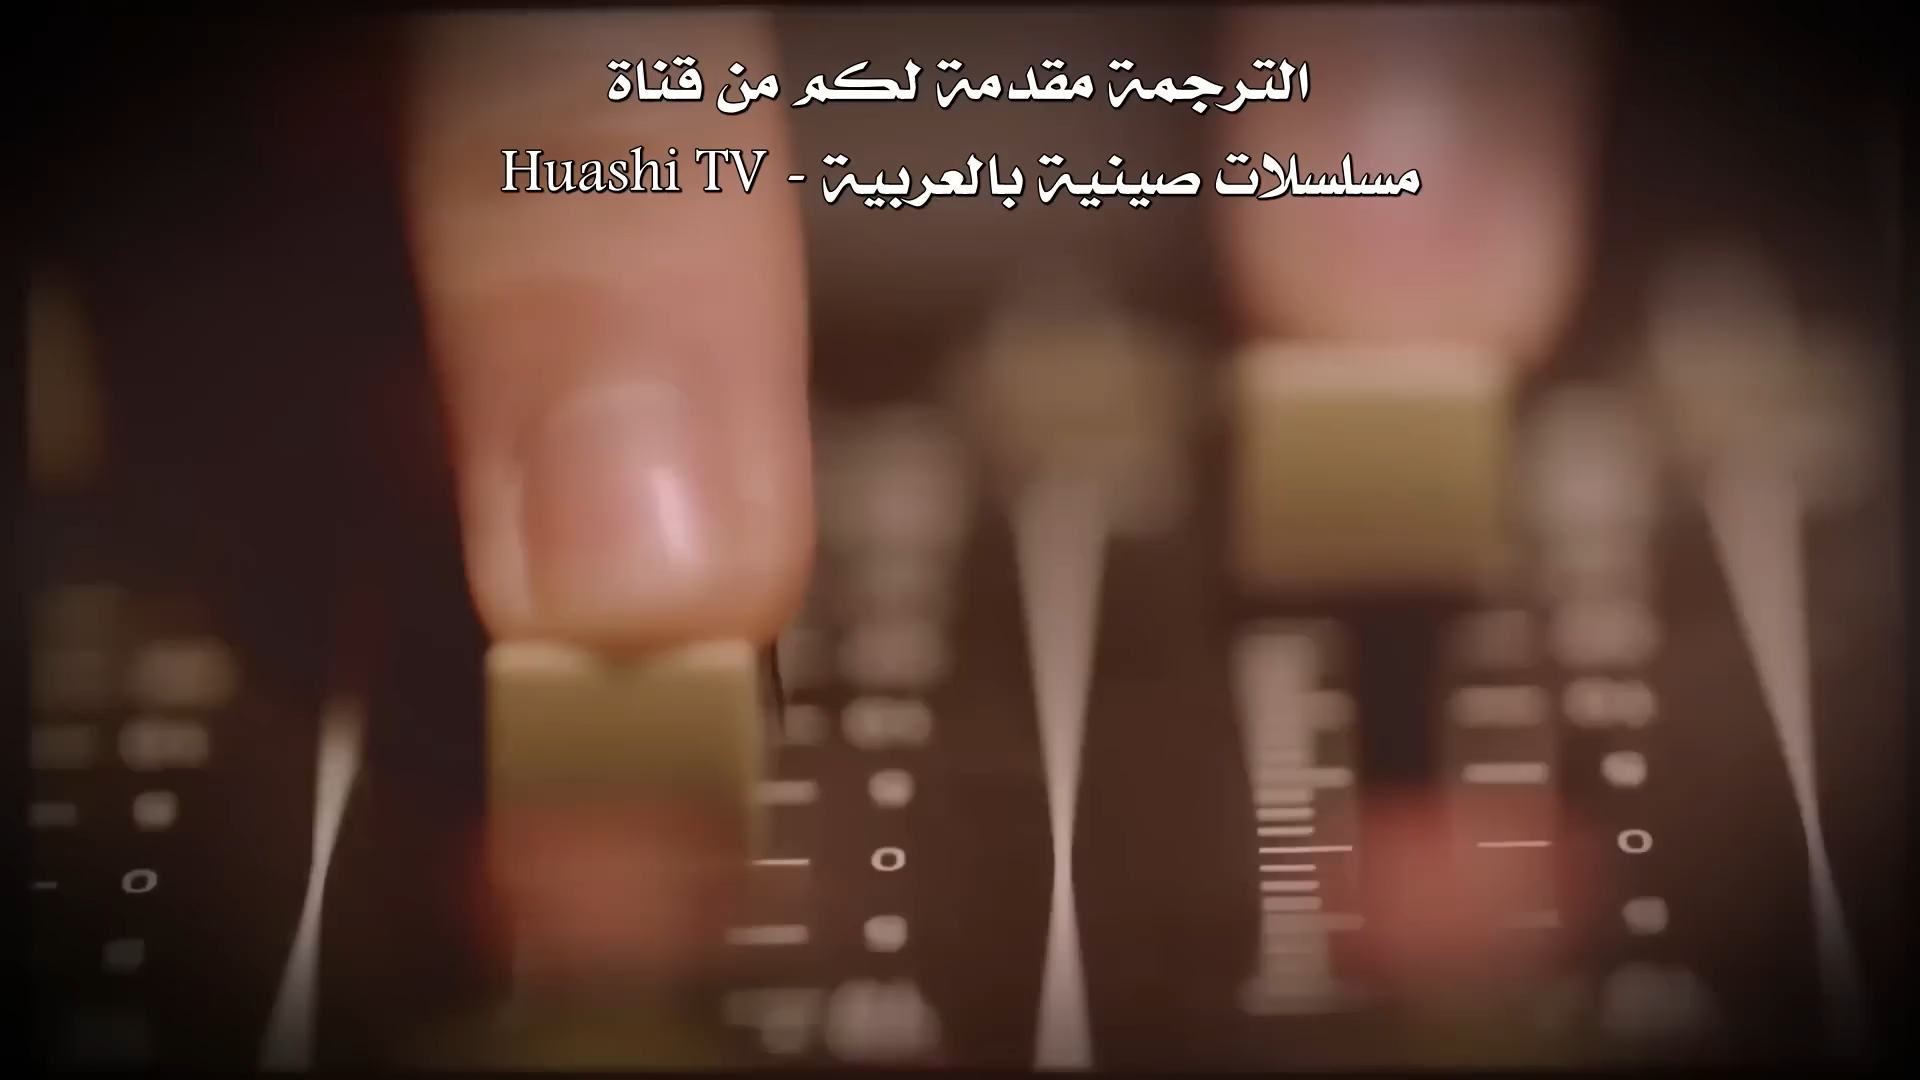 الترجمة مقدمة لكم من قناة
مسلسلات صينية بالعربية - Huashi TV